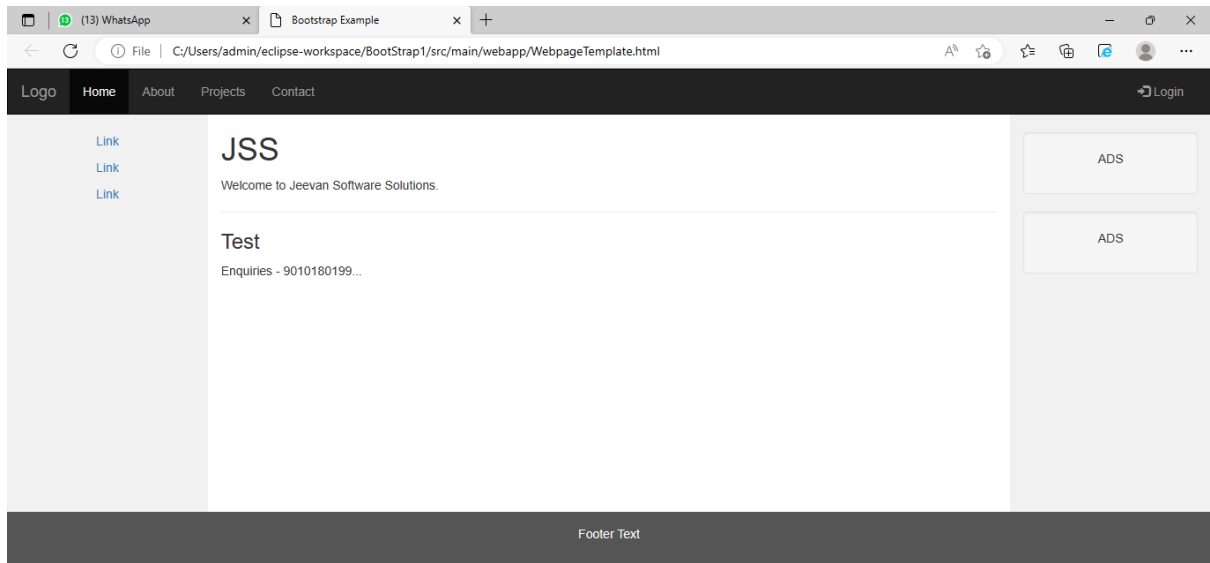 (13) WhatsApp Bootstrap Example
File C:/Users/admin/eclipse-workspace/BootStrap1/src/main/webapp/WebpageTemplate.html
Logo Home About Projects Contact Login
Link
Link
Link
JSS
Welcome to Jeevan Software Solutions.
Test
Enquiries - 9010180199...
ADS
ADS
Footer Text